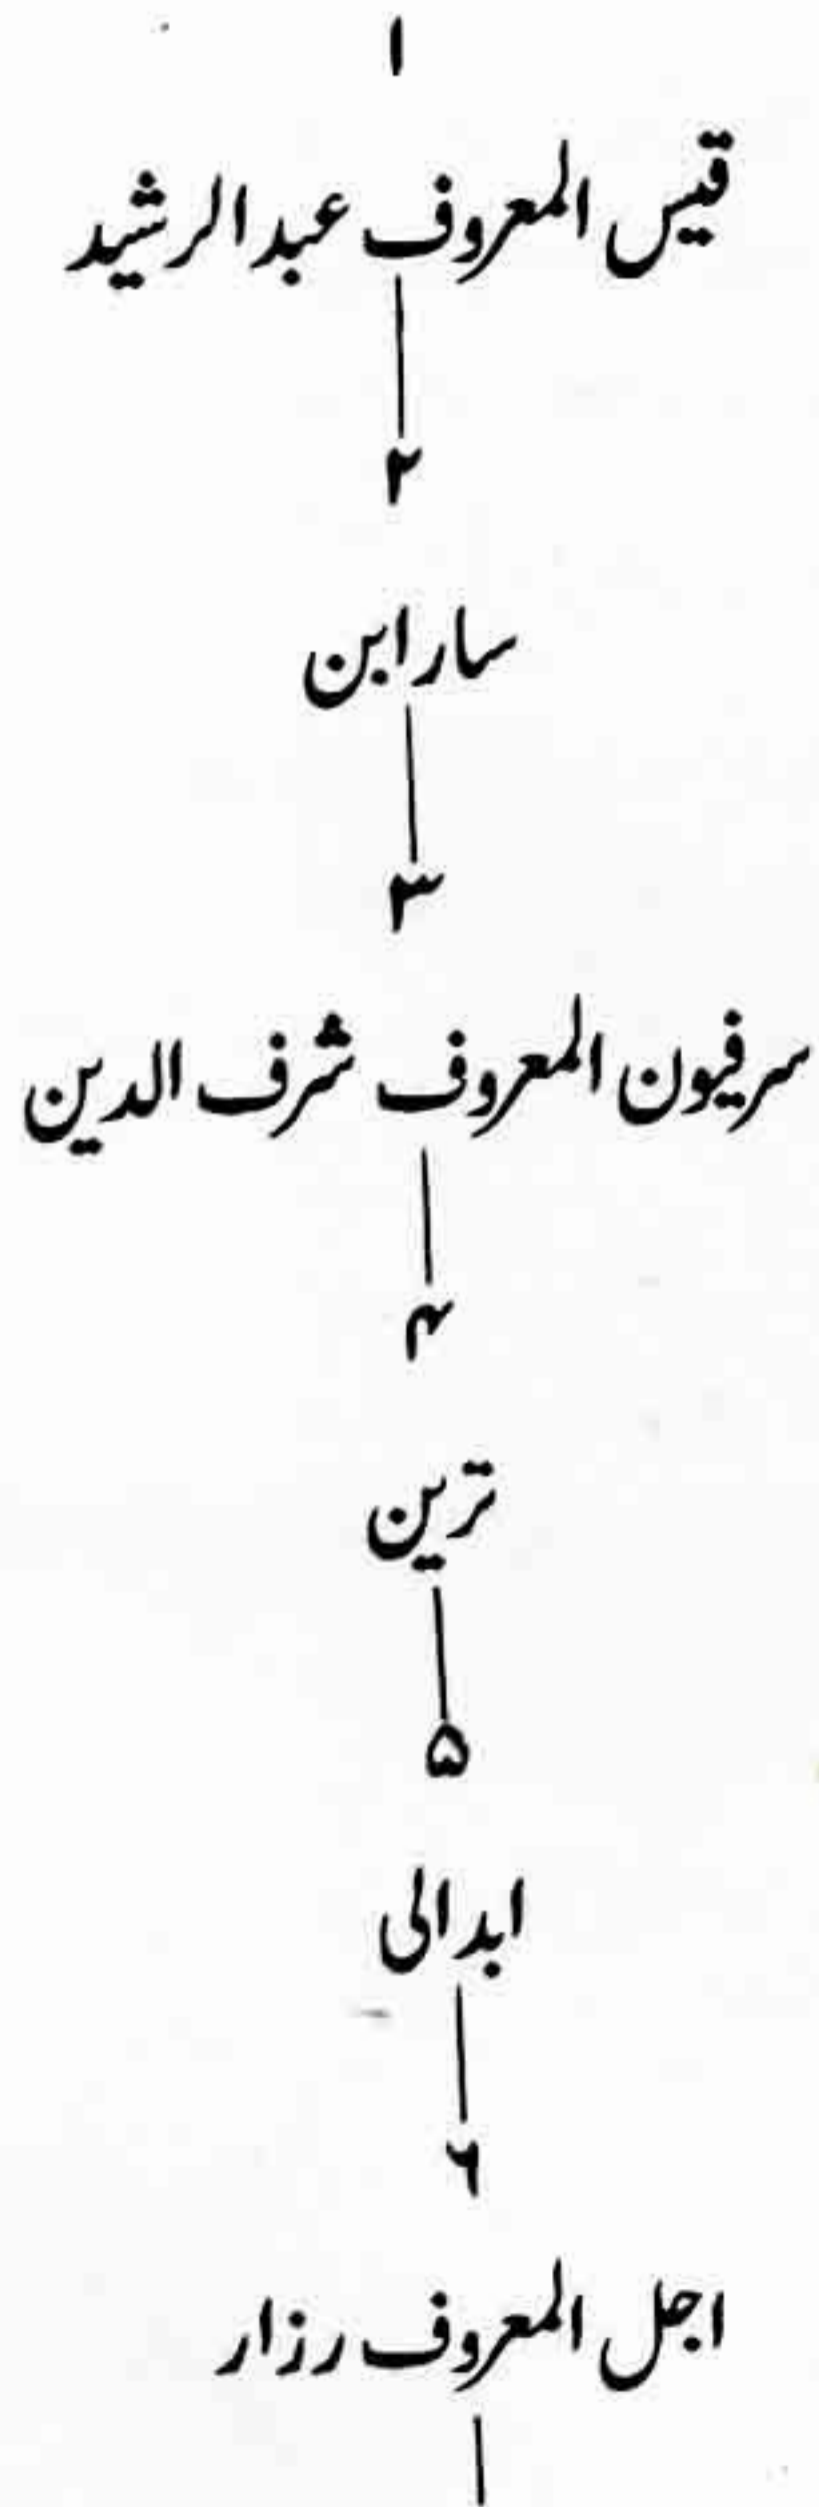 ۱
قیس المعروف عبدالرشید
۲
سارابن
۳
سرفیون المعروف شرف الدین
۴
ترین
۵
ابدالی
۶
اجل المعروف رزار